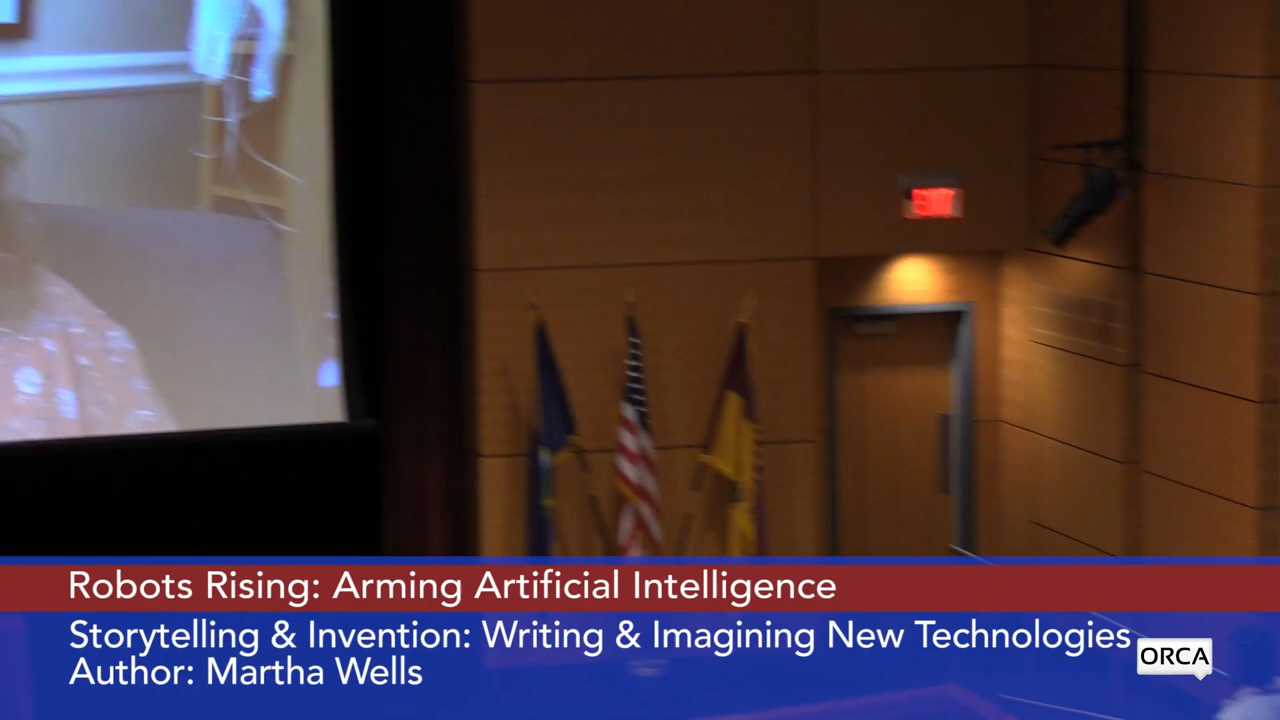 EXIT
Robots Rising: Arming Artificial Intelligence
Storytelling & Invention: Writing & Imagining New Technologies
Author: Martha Wells
ORCA